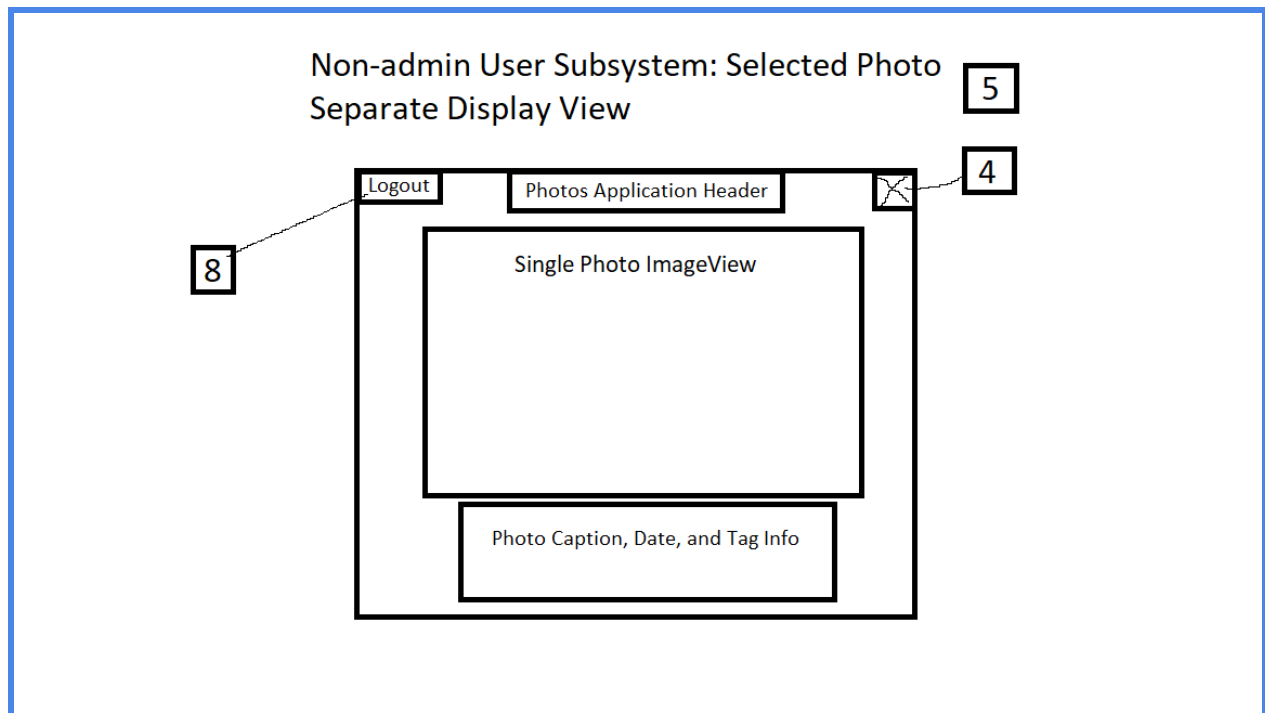 Non-admin User Subsystem: Selected Photo
Separate Display View
5
4
Logout
Photos Application Header
8
Single Photo ImageView
Photo Caption, Date, and Tag Info